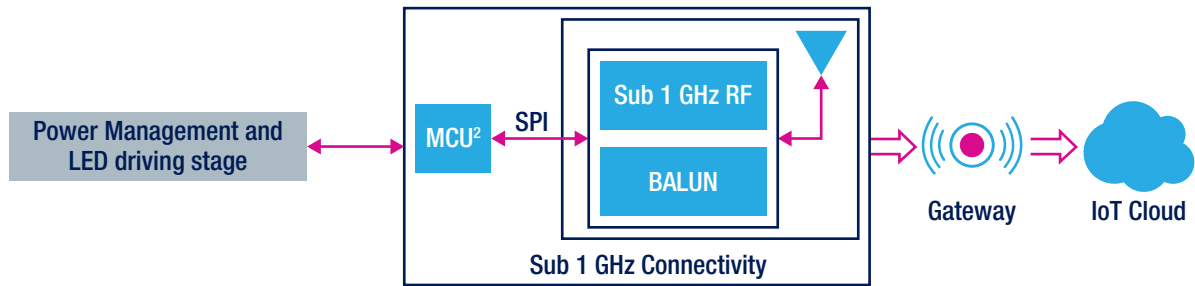 Power Management and
LED driving stage
MCU²
SPI
Sub 1 GHz RF
BALUN
Sub 1 GHz Connectivity
Gateway
IoT Cloud